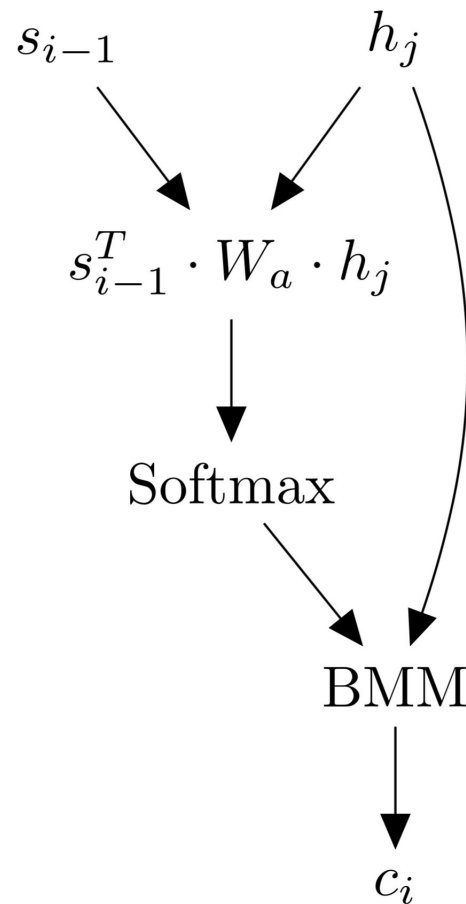 s_{i-1} h_j
s_{i-1}^T · W_a · h_j
Softmax
BMM
c_i